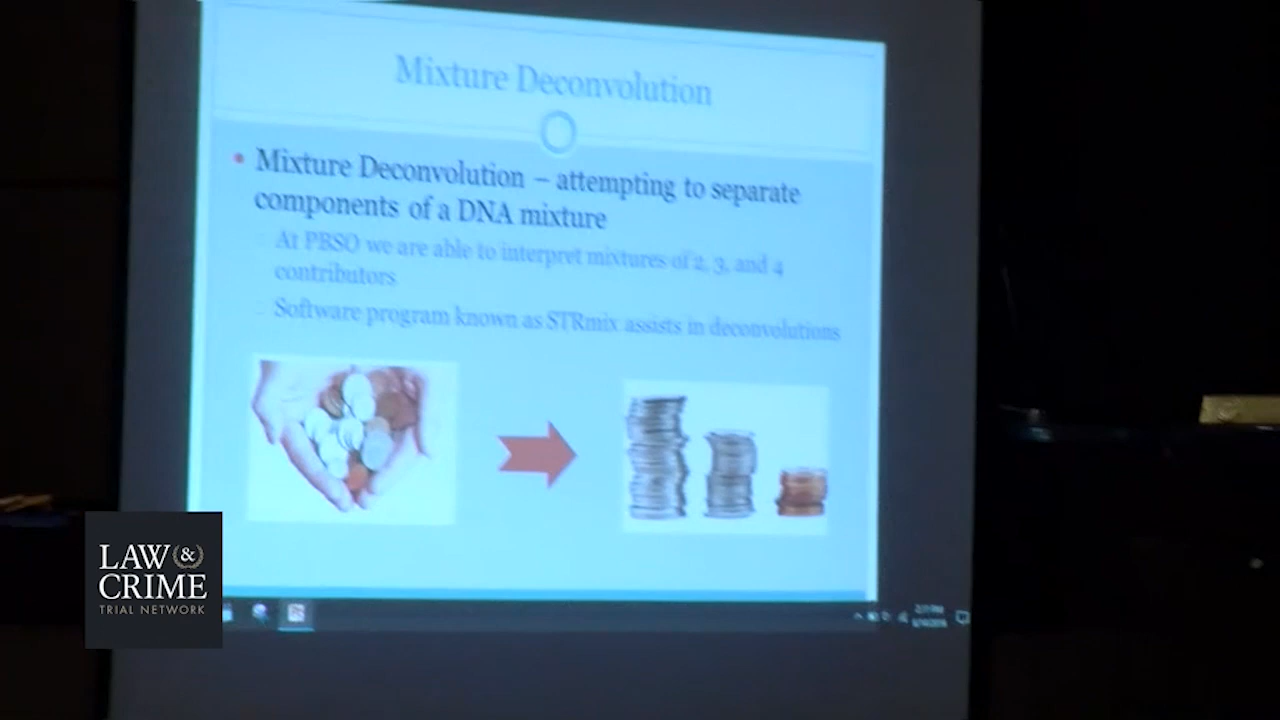 Mixture Deconvolution
• Mixture Deconvolution – attempting to separate
components of a DNA mixture
At PBSO we are able to interpret mixtures of 2, 3, and 4
contributors
Software program known as STRmix assists in deconvolutions
LAW &
CRIME
TRIAL NETWORK